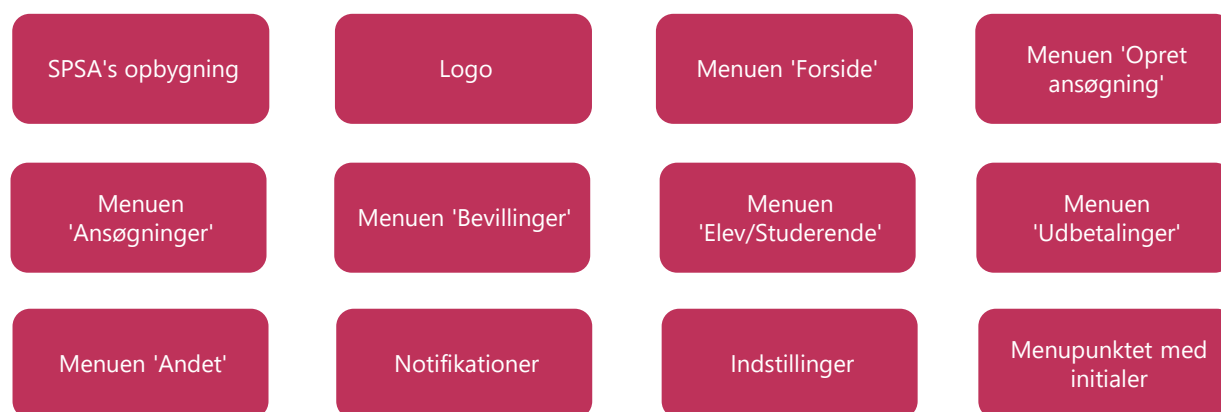 SPSA's opbygning
Logo
Menuen 'Forside'
Menuen 'Opret
ansøgning'
Menuen
'Ansøgninger'
Menuen 'Bevillinger'
Menuen
'Elev/Studerende'
Menuen
'Udbetalinger'
Menuen 'Andet'
Notifikationer
Indstillinger
Menupunktet med
initialer